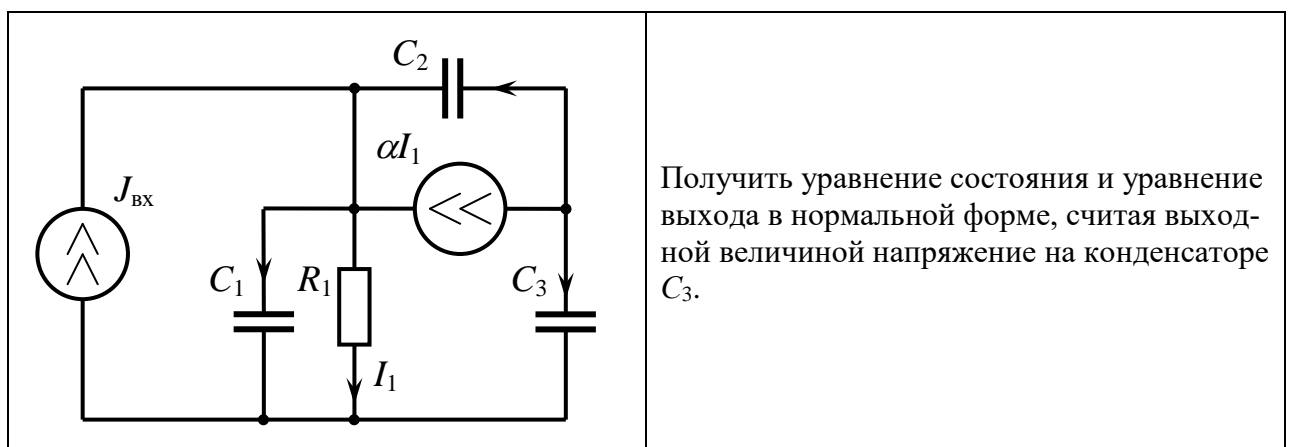 C₂
αI₁
Jвх
C₁
R₁
C₃
I₁
Получить уравнение состояния и уравнение
выхода в нормальной форме, считая выход-
ной величиной напряжение на конденсаторе
C₃.